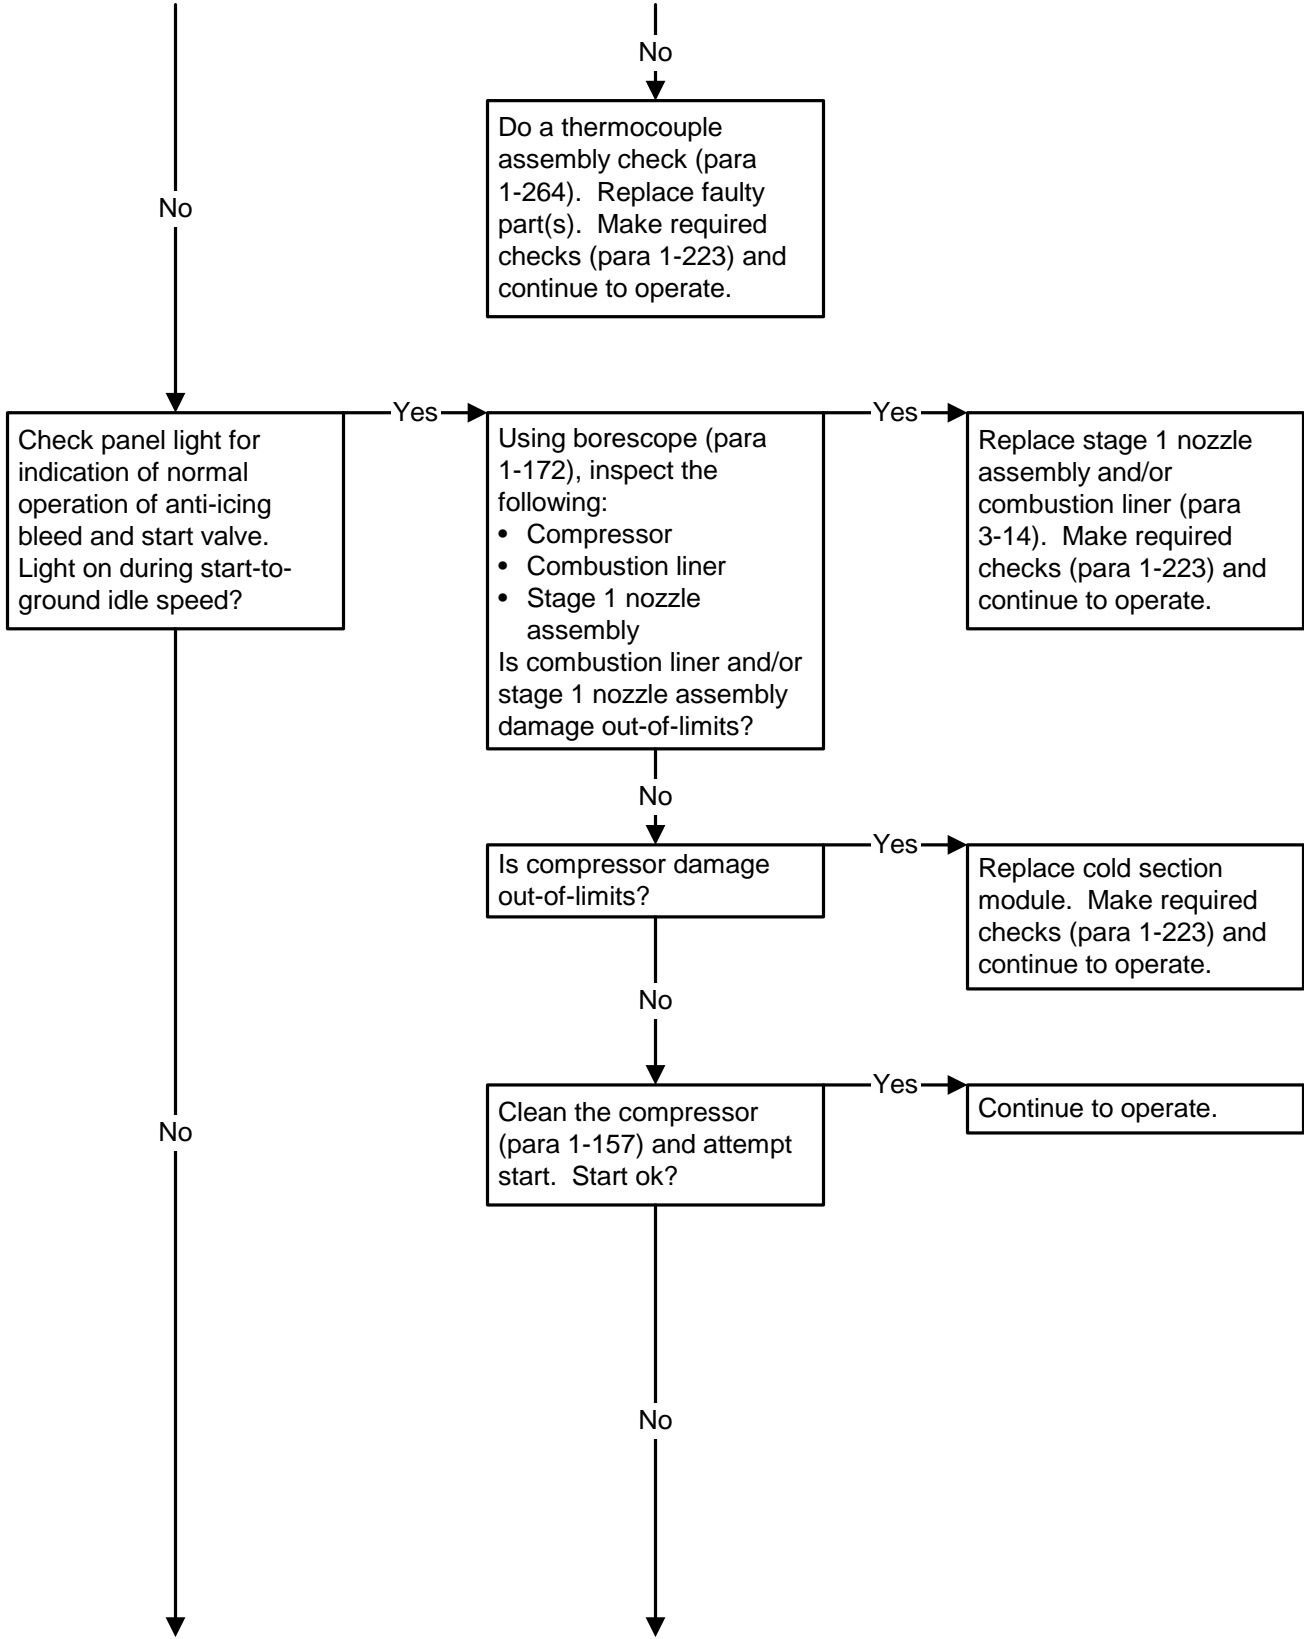 No
Do a thermocouple
assembly check (para
1-264).  Replace faulty
part(s).  Make required
checks (para 1-223) and
continue to operate.
No
Check panel light for
indication of normal
operation of anti-icing
bleed and start valve.
Light on during start-to-
ground idle speed?
Yes
Using borescope (para
1-172), inspect the
following:
• Compressor
• Combustion liner
• Stage 1 nozzle
assembly
Is combustion liner and/or
stage 1 nozzle assembly
damage out-of-limits?
Yes
Replace stage 1 nozzle
assembly and/or
combustion liner (para
3-14).  Make required
checks (para 1-223) and
continue to operate.
No
Is compressor damage
out-of-limits?
Yes
Replace cold section
module.  Make required
checks (para 1-223) and
continue to operate.
No
Clean the compressor
(para 1-157) and attempt
start.  Start ok?
Yes
Continue to operate.
No
No